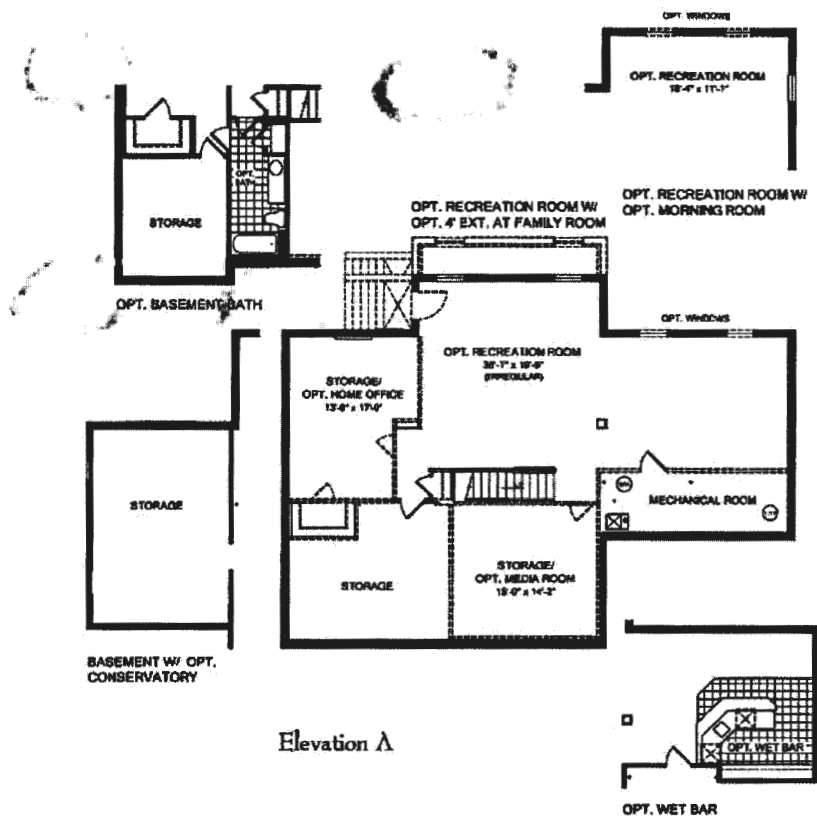 OPT. WINDOWS
OPT. RECREATION ROOM
OPT. RECREATION ROOM W/
OPT. MORNING ROOM
OPT. RECREATION ROOM W/
OPT. 4' EXT. AT FAMILY ROOM
OPT.
BATH
STORAGE
OPT. BASEMENT BATH
OPT. WINDOWS
OPT. RECREATION ROOM
(IRREGULAR)
STORAGE/
OPT. HOME OFFICE
STORAGE
MECHANICAL ROOM
STORAGE
STORAGE/
OPT. MEDIA ROOM
BASEMENT W/ OPT.
CONSERVATORY
Elevation A
OPT. WET BAR
OPT. WET BAR